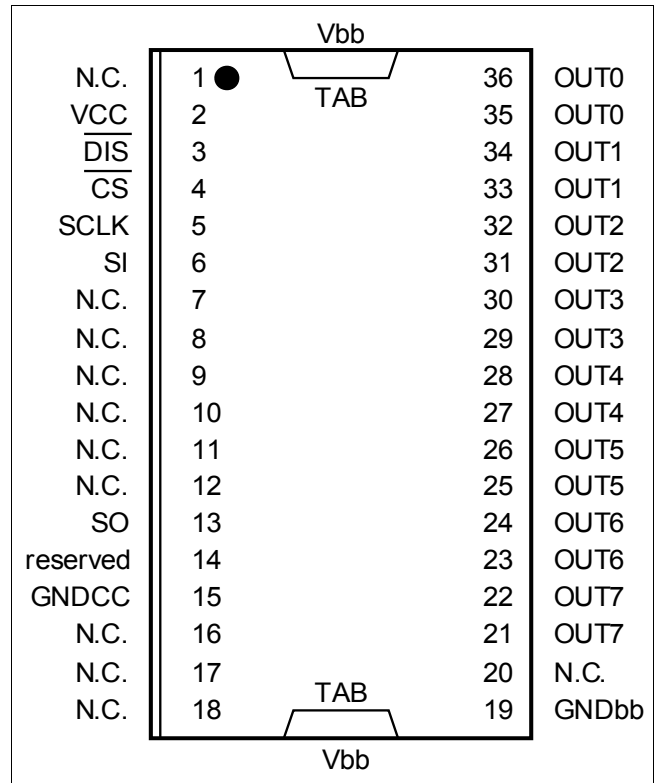 Vbb
N.C. 1 TAB 36 OUT0
VCC 2 35 OUT0
DIS 3 34 OUT1
CS 4 33 OUT1
SCLK 5 32 OUT2
SI 6 31 OUT2
N.C. 7 30 OUT3
N.C. 8 29 OUT3
N.C. 9 28 OUT4
N.C. 10 27 OUT4
N.C. 11 26 OUT5
N.C. 12 25 OUT5
SO 13 24 OUT6
reserved 14 23 OUT6
GNDCC 15 22 OUT7
N.C. 16 21 OUT7
N.C. 17 20 N.C.
N.C. 18 TAB 19 GNDbb
Vbb